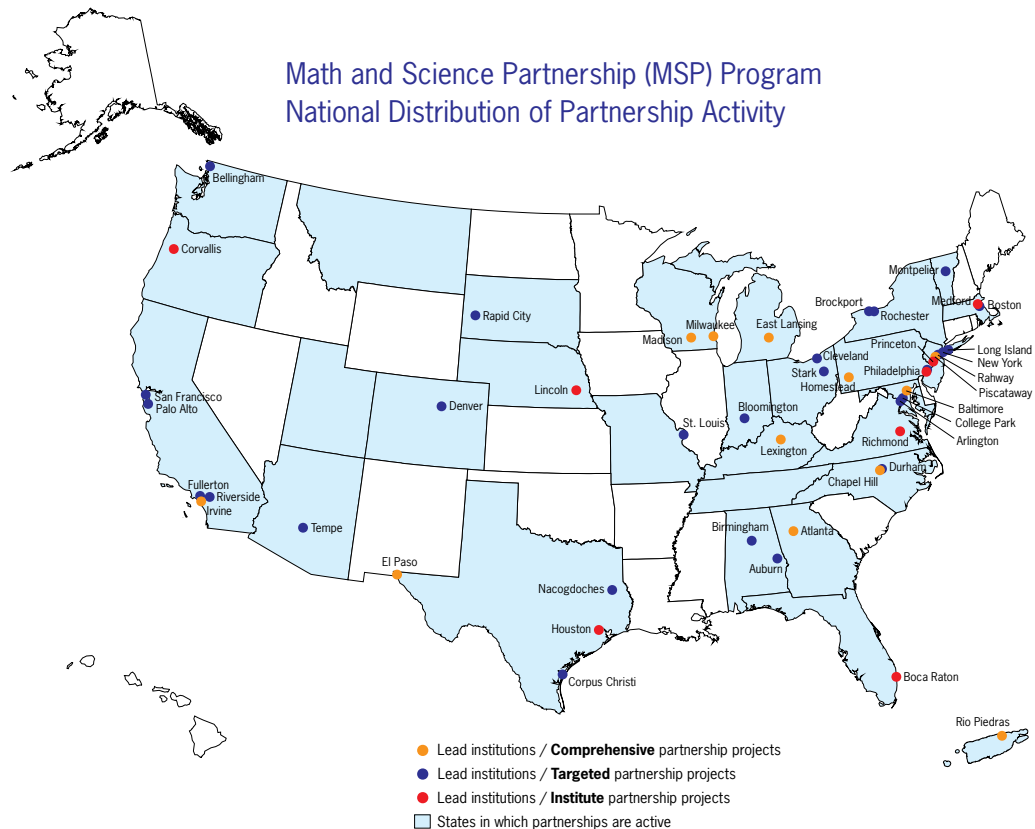 Math and Science Partnership (MSP) Program
National Distribution of Partnership Activity
Bellingham
Corvallis
Montpelier
Medford
Boston
Brockport
Rochester
Rapid City
Milwaukee
East Lansing
Madison
Princeton
Long Island
New York
Cleveland
Stark
Philadelphia
Rahway
Homestead
Piscataway
Lincoln
San Francisco
Palo Alto
Denver
Bloomington
Baltimore
College Park
St. Louis
Richmond
Arlington
Lexington
Durham
Chapel Hill
Fullerton
Riverside
Irvine
Tempe
Birmingham
Atlanta
El Paso
Auburn
Nacogdoches
Houston
Corpus Christi
Boca Raton
Rio Piedras
Lead institutions / Comprehensive partnership projects
Lead institutions / Targeted partnership projects
Lead institutions / Institute partnership projects
States in which partnerships are active